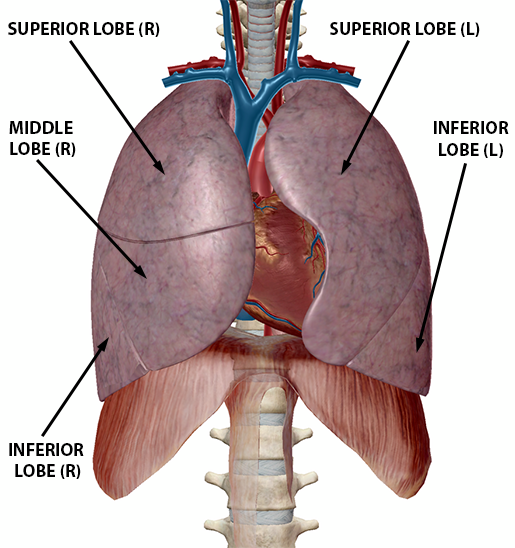 SUPERIOR LOBE (R)
SUPERIOR LOBE (L)
MIDDLE
LOBE (R)
INFERIOR
LOBE (L)
INFERIOR
LOBE (R)